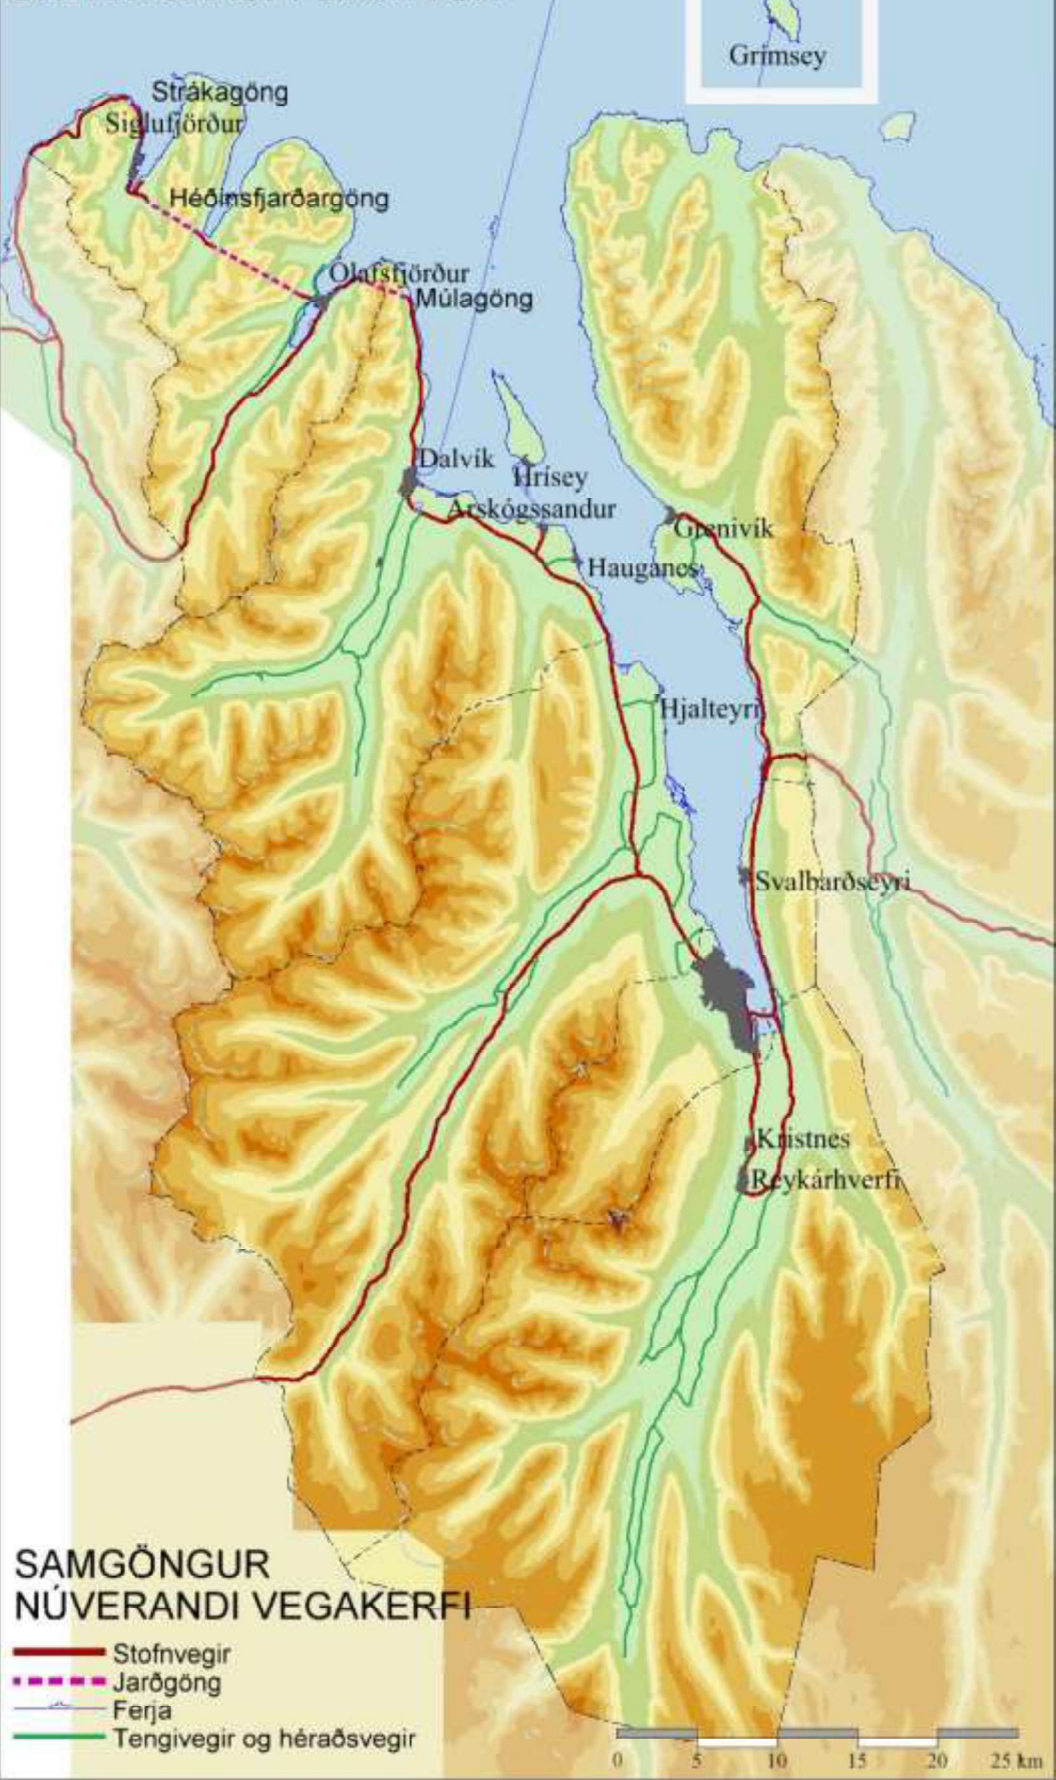 Grímsey
Strákagöng
Siglufjörður
Héðinsfjarðargöng
Ólafsfjörður
Múlagöng
Dalvík
Hrísey
Árskógssandur
Grenivík
Hauganes
Hjalteyri
Svalbarðseyri
Kristnes
Reykárhverfi
SAMGÖNGUR
NÚVERANDI VEGAKERFI
Stofnvegir
Jarðgöng
Ferja
Tengivegir og héraðsvegir
0 5 10 15 20 25 km